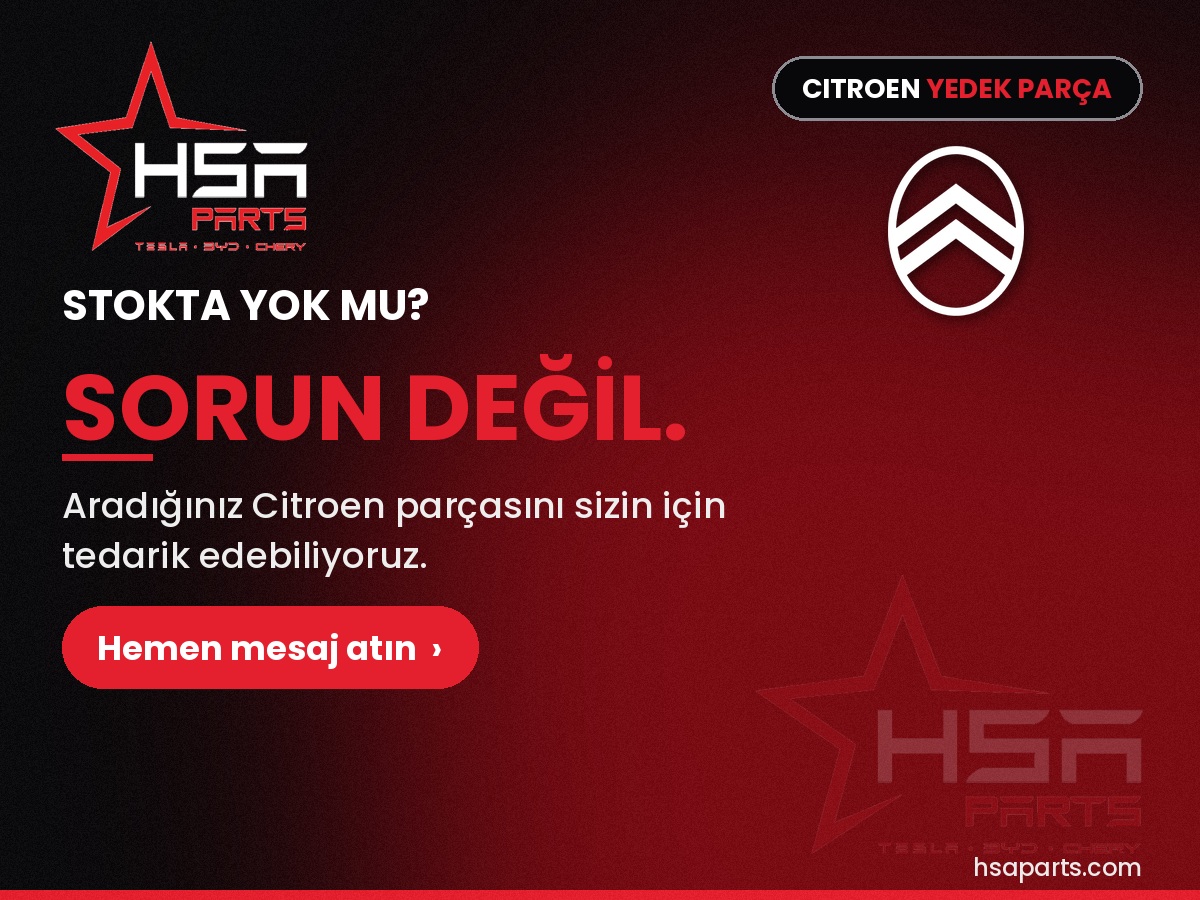 HSA
PARTS
TESLA · BYD · CHERY
CITROEN YEDEK PARÇA
STOKTA YOK MU?
SORUN DEĞİL.
Aradığınız Citroen parçasını sizin için
tedarik edebiliyoruz.
Hemen mesaj atın ›
HSA
PARTS
TESLA · BYD · CHERY
hsaparts.com